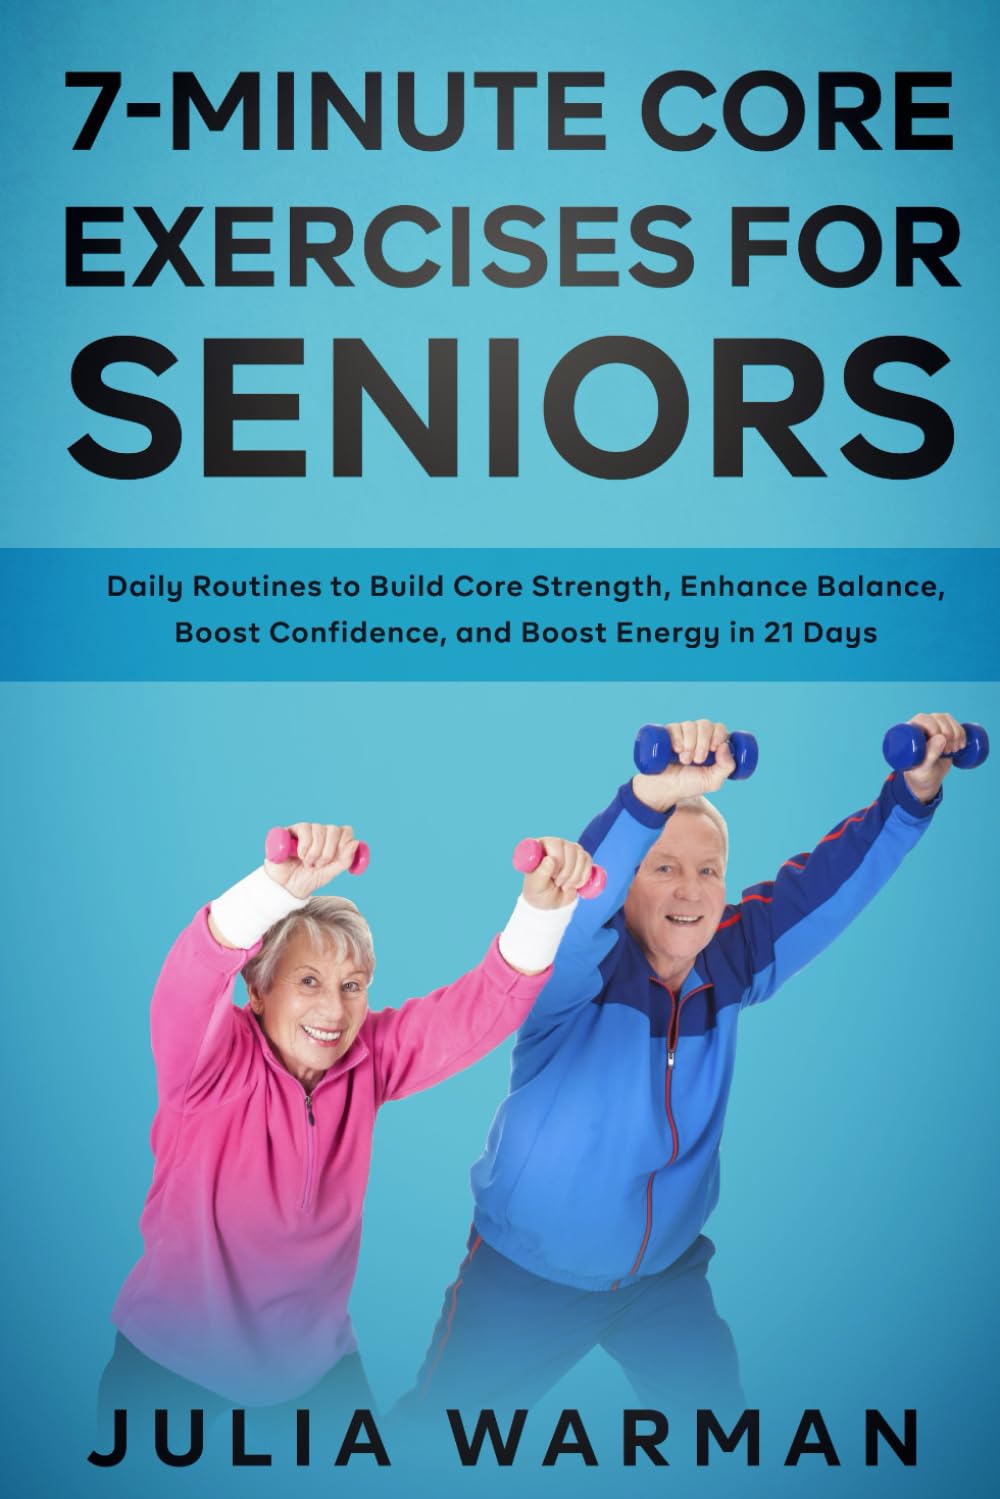 7-MINUTE CORE
EXERCISES FOR
SENIORS
Daily Routines to Build Core Strength, Enhance Balance,
Boost Confidence, and Boost Energy in 21 Days
JULIA WARMAN